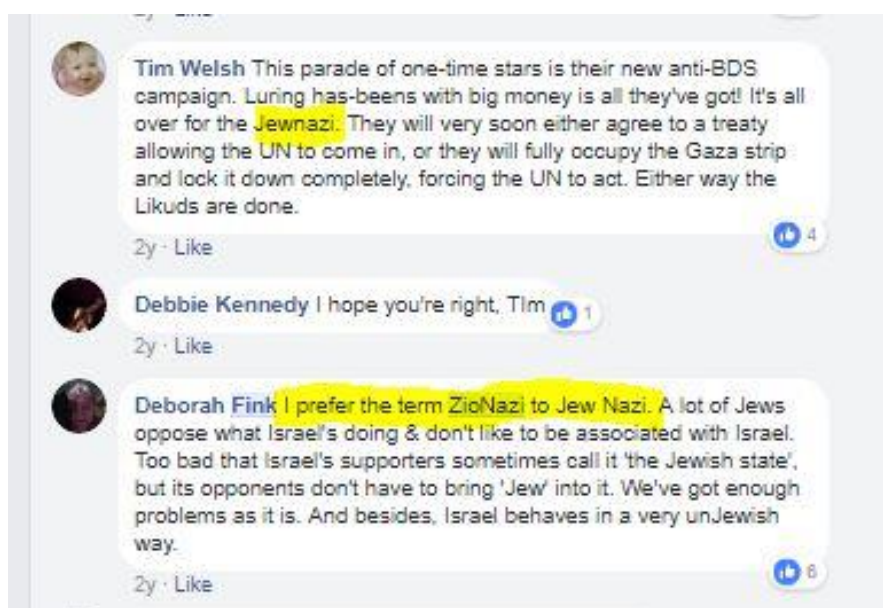 Tim Welsh This parade of one-time stars is their new anti-BDS
campaign. Luring has-beens with big money is all they've got! It's all
over for the Jewnazi. They will very soon either agree to a treaty
allowing the UN to come in, or they will fully occupy the Gaza strip
and lock it down completely, forcing the UN to act. Either way the
Likuds are done.
4
2y · Like
Debbie Kennedy I hope you're right, TIm
1
2y · Like
Deborah Fink I prefer the term ZioNazi to Jew Nazi. A lot of Jews
oppose what Israel's doing & don't like to be associated with Israel.
Too bad that Israel's supporters sometimes call it 'the Jewish state',
but its opponents don't have to bring 'Jew' into it. We've got enough
problems as it is. And besides, Israel behaves in a very unJewish
way.
6
2y · Like